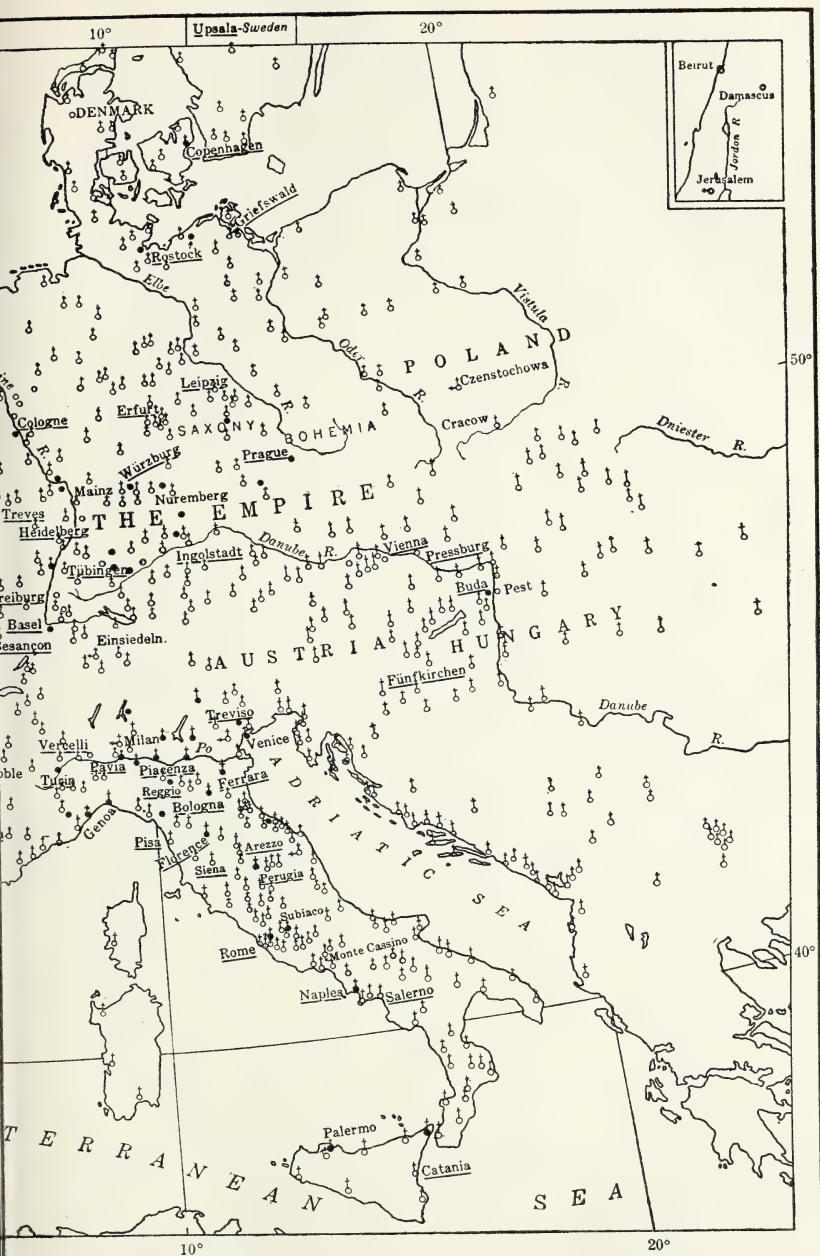 10°
Upsala-Sweden
20°
Beirut
Damascus
Jordon R
Jerusalem
DENMARK
Copenhagen
Griefswald
Rostock
Elbe
Vistula
R.
50°
Oder
R.
POLAND
Czenstochowa
Leipzig
R.
Cologne
Erfurt
SAXONY
BOHEMIA
Cracow
Dniester R.
R.
Würzburg
Prague
Mainz
Nuremberg
Treves
THE EMPIRE
Heidelberg
Ingolstadt
Danube R.
Vienna
Pressburg
Tübingen
reiburg
Buda
Pest
Basel
Einsiedeln.
esançon
AUSTRIA HUNGARY
Fünfkirchen
Treviso
Danube
R.
Vercelli
Milan
Po
Venice
oble
Turin
Pavia
Piacenza
Ferrara
Reggio
Bologna
Genoa
ADRIATIC SEA
Pisa
Florence
Arezzo
Siena
Perugia
Subiaco
Rome
Monte Cassino
40°
Naples
Salerno
Palermo
Catania
TERRANEAN SEA
10°
20°